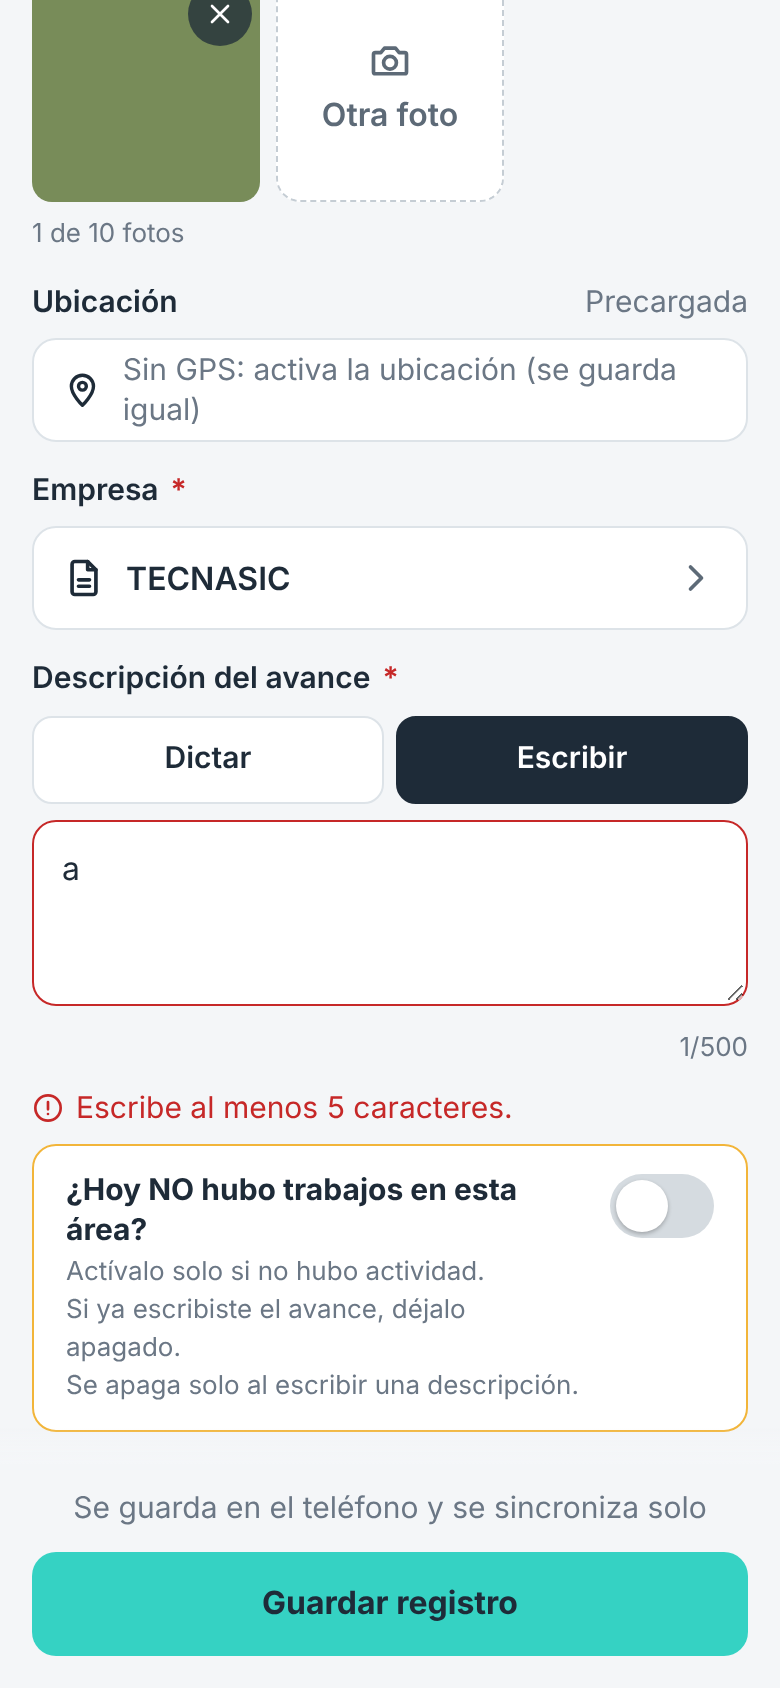 Otra foto
1 de 10 fotos
Ubicación Precargada
Sin GPS: activa la ubicación (se guarda
igual)
Empresa *
TECNASIC
Descripción del avance *
Dictar Escribir
a
1/500
Escribe al menos 5 caracteres.
¿Hoy NO hubo trabajos en esta
área?
Actívalo solo si no hubo actividad.
Si ya escribiste el avance, déjalo
apagado.
Se apaga solo al escribir una descripción.
Se guarda en el teléfono y se sincroniza solo
Guardar registro